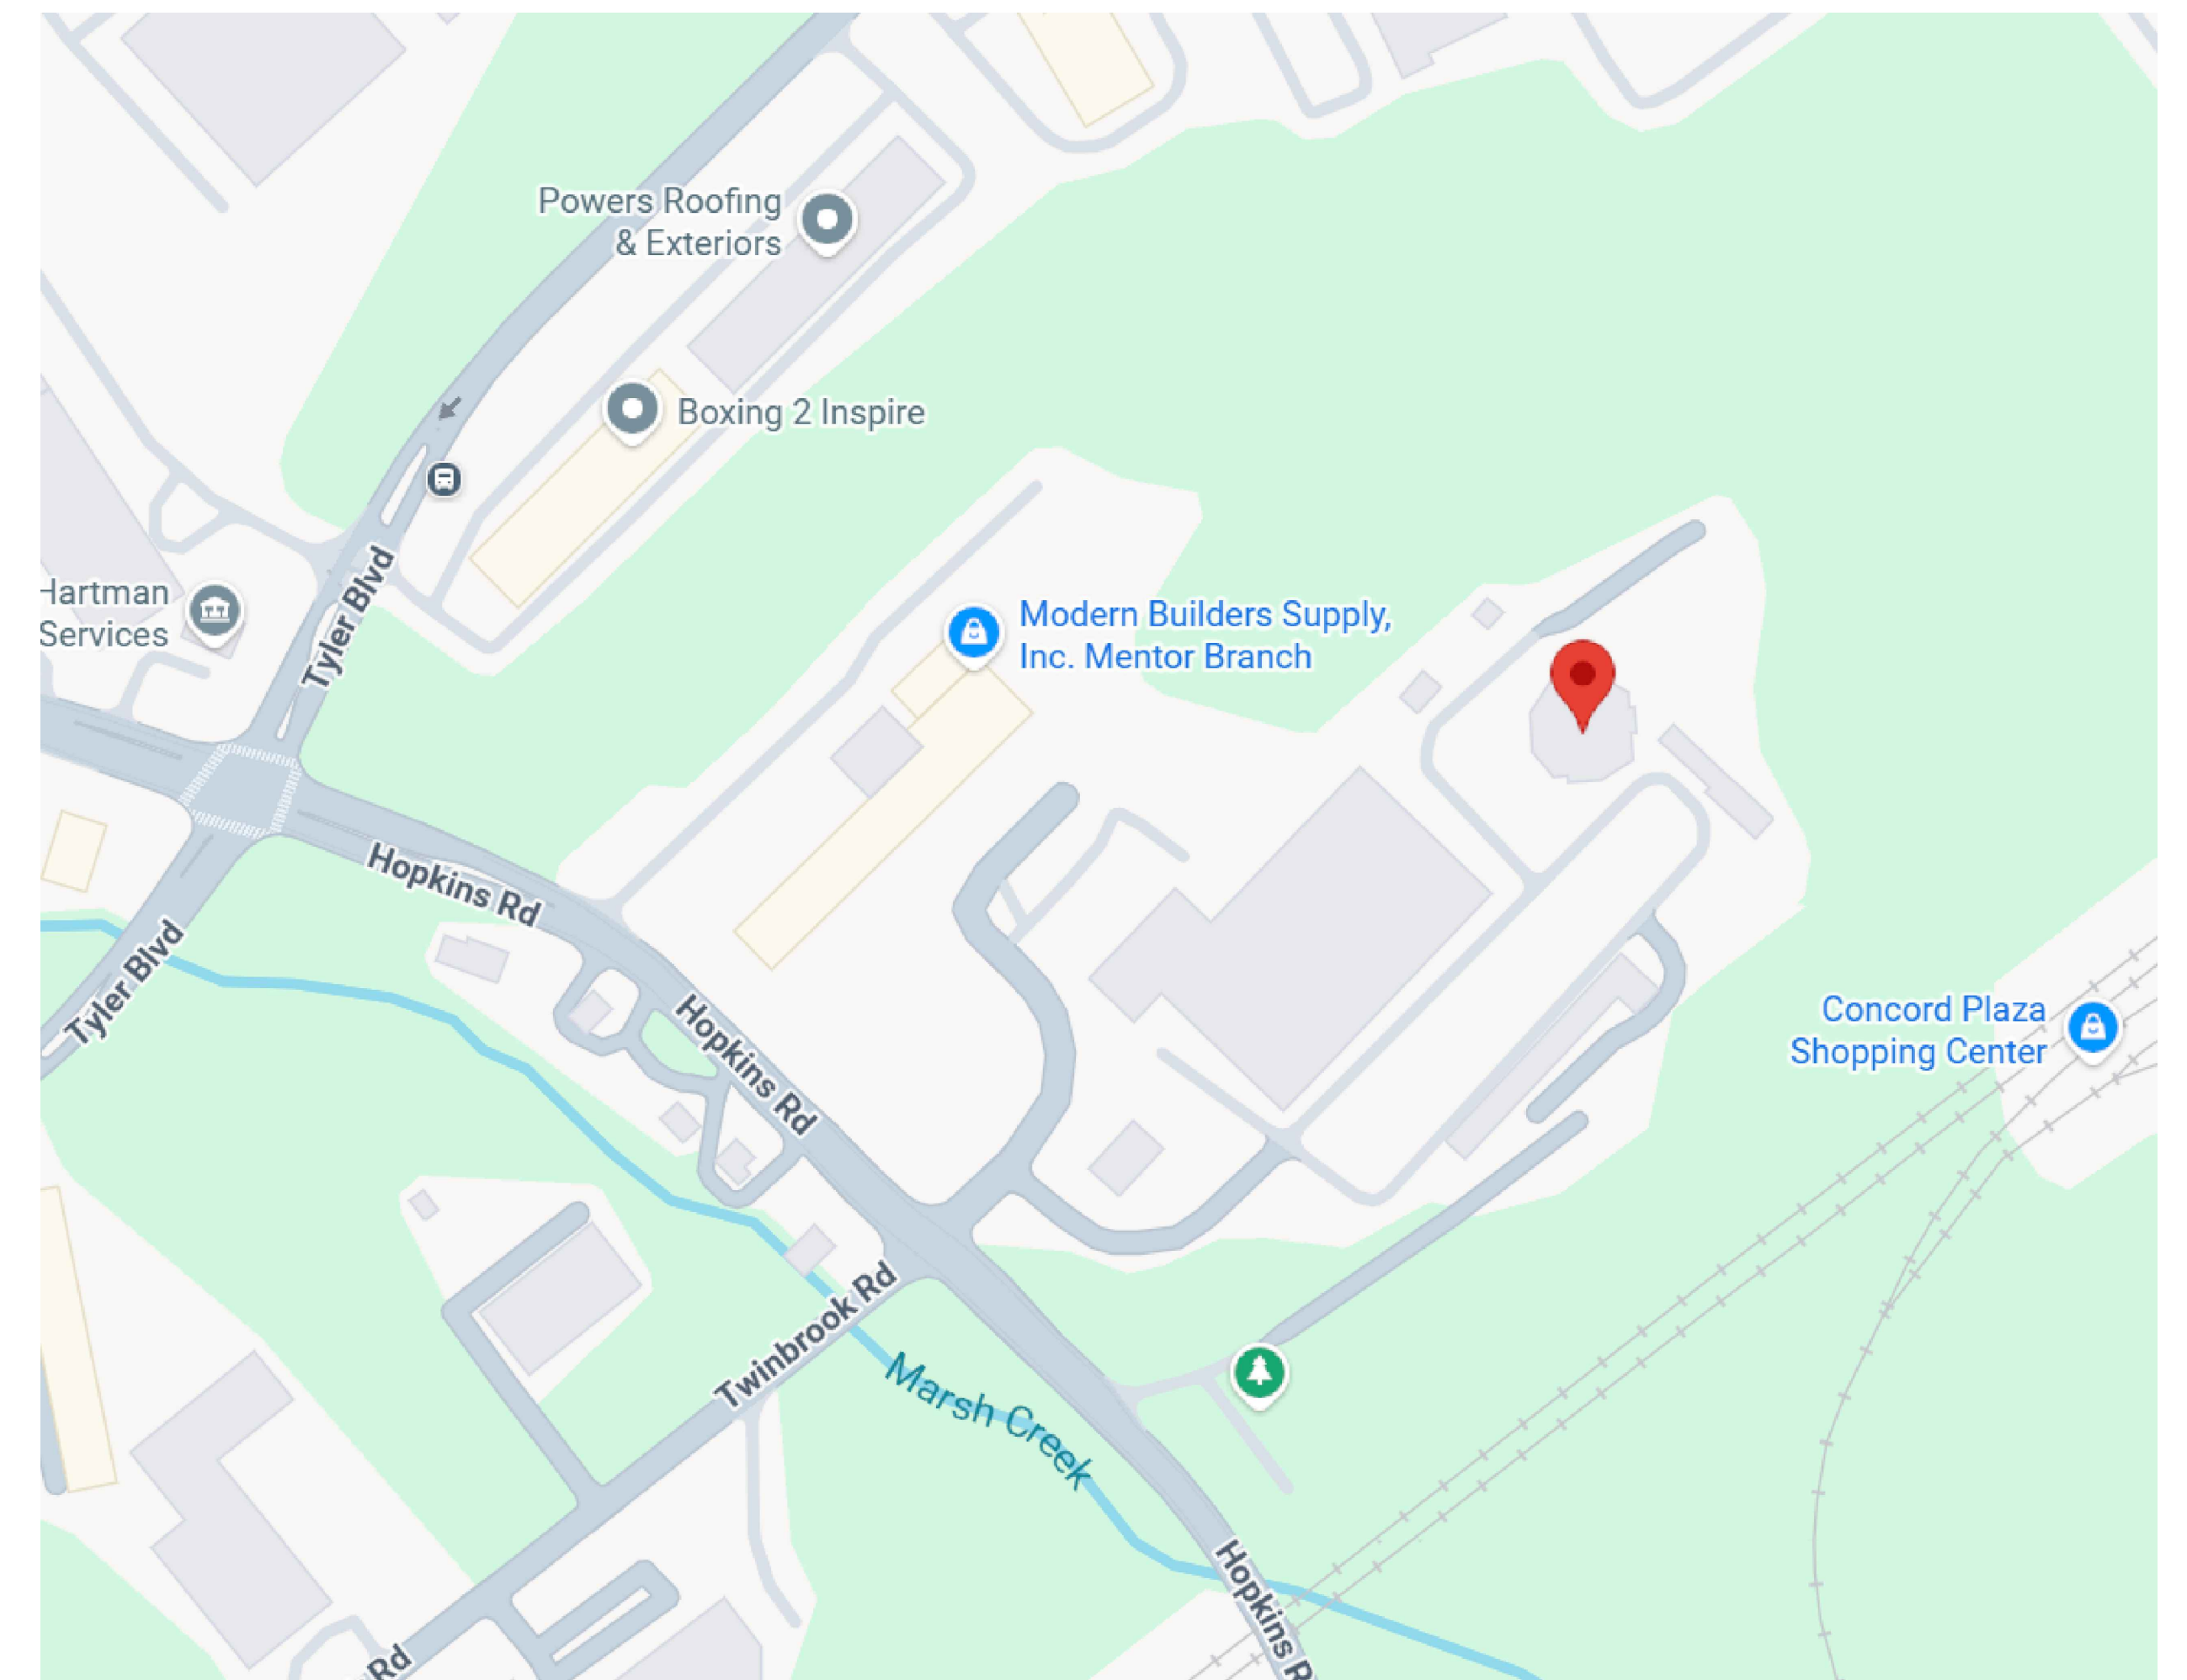 Powers Roofing
& Exteriors
Boxing 2 Inspire
Tyler Blvd
Hartman
Services
Modern Builders Supply,
Inc. Mentor Branch
Hopkins Rd
Tyler Blvd
Hopkins Rd
Concord Plaza
Shopping Center
Twinbrook Rd
Marsh Creek
Hopkins R
Rd